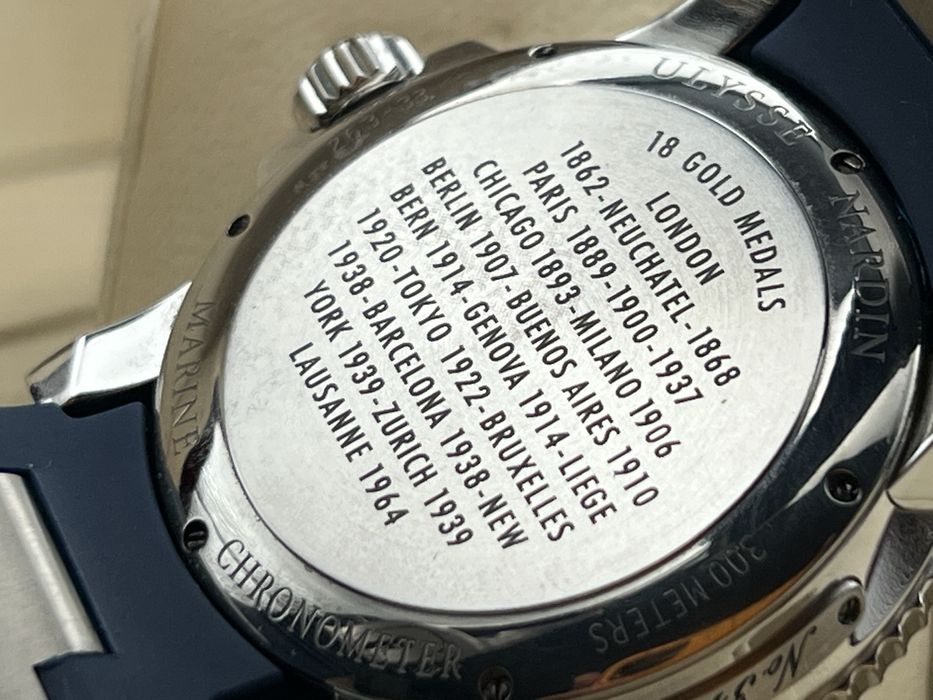 ULYSSE NARDIN
18 GOLD MEDALS
LONDON
1862-NEUCHATEL-1868
PARIS 1889-1900-1937
CHICAGO 1893-MILANO 1906
BERLIN 1907-BUENOS AIRES 1910
BERN 1914-GENOVA 1914-LIEGE
1920-TOKYO 1922-BRUXELLES
1938-BARCELONA 1938-NEW
YORK 1939-ZURICH 1939
LAUSANNE 1964
MARINE
CHRONOMETER
300 METERS
No.